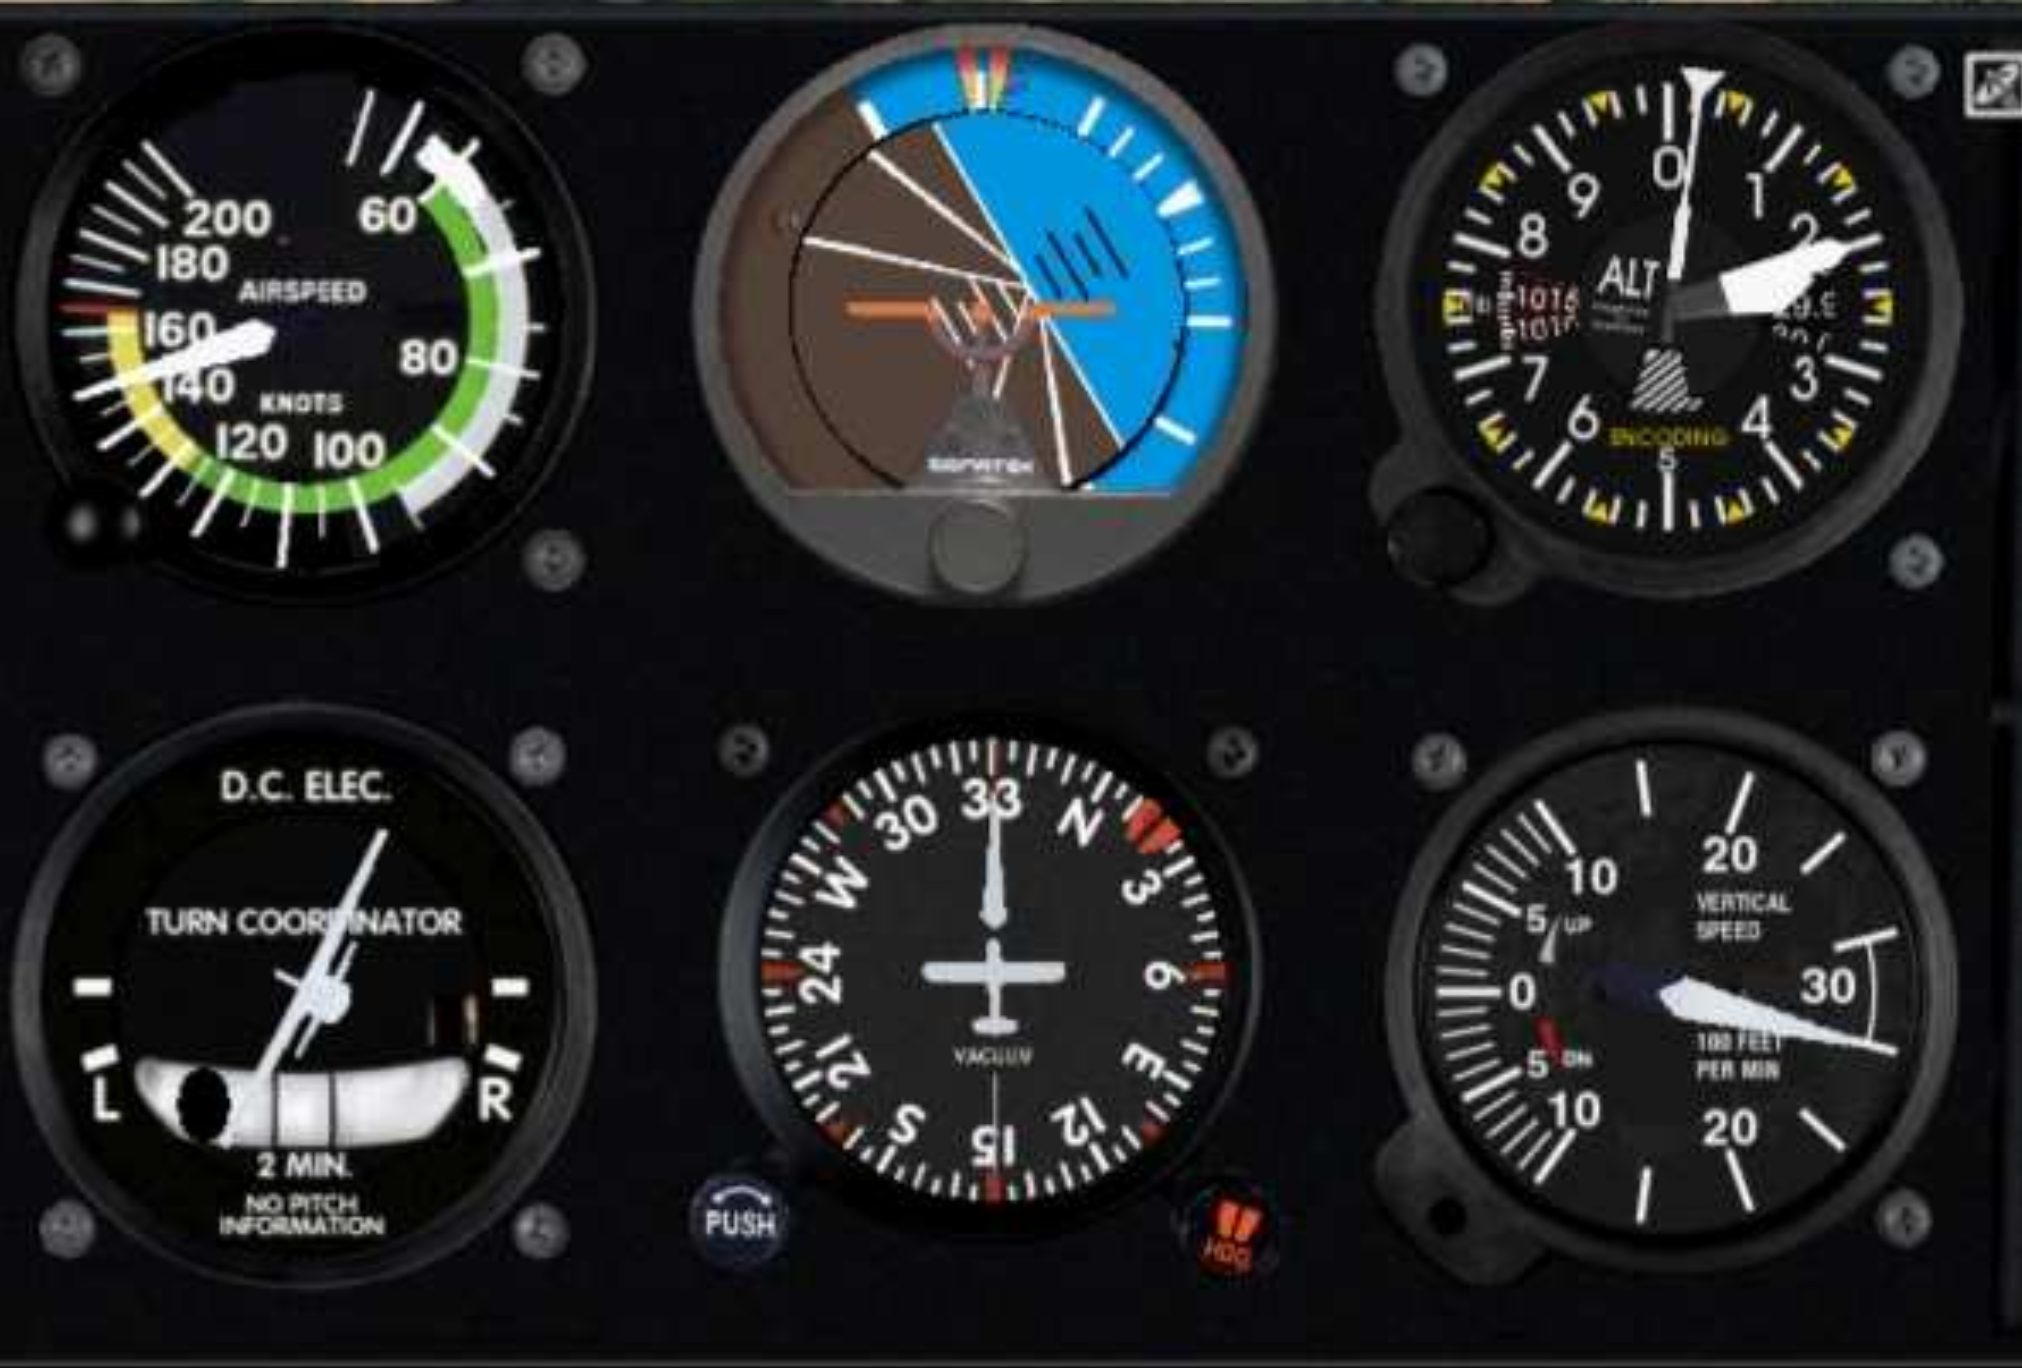 200
60
180
AIRSPEED
160
80
140
KNOTS
120 100
0
9
1
8
2
ALT
1016
7
3
6
4
ENCODING
5
D.C. ELEC.
TURN COORDINATOR
L
R
2 MIN.
NO PITCH
INFORMATION
33
30
N
W
3
24
6
VACUUM
21
E
S
12
15
PUSH
HDG
20
10
VERTICAL
SPEED
5 UP
0
30
100 FEET
PER MIN
5 DN
10
20